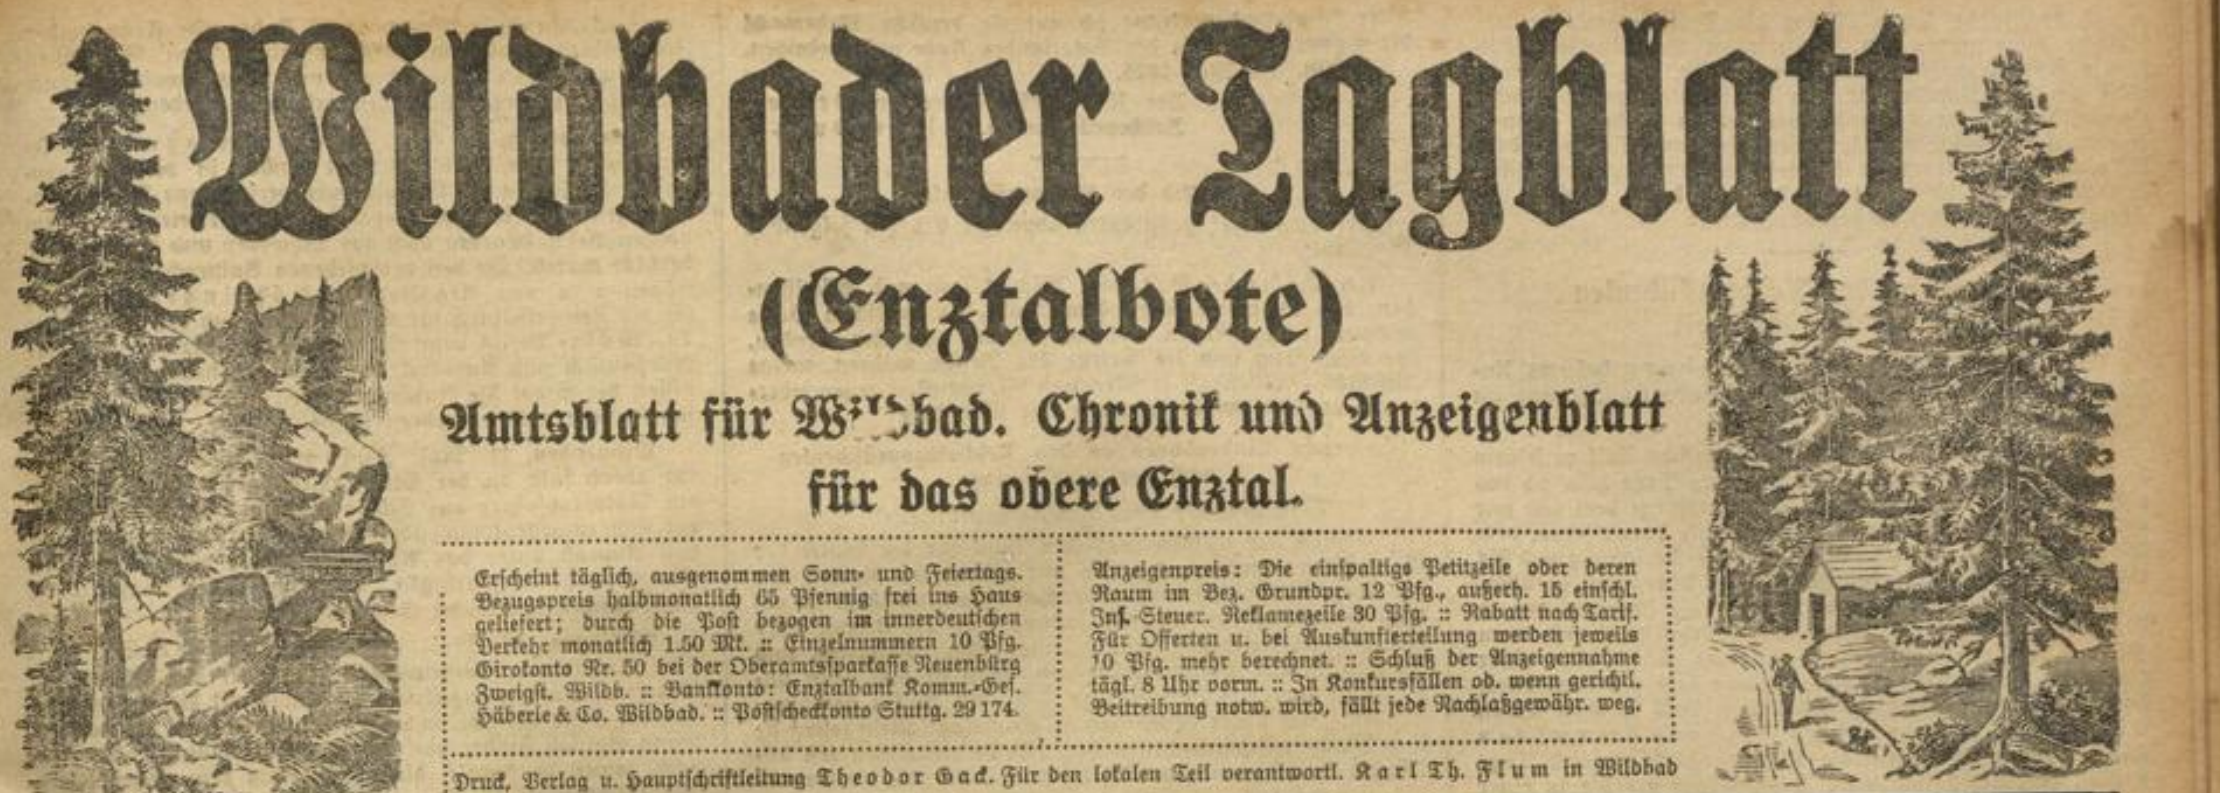 Wildbader Tagblatt
(Enztalbote)
Amtsblatt für Wildbad. Chronik und Anzeigenblatt
für das obere Enztal.
Erscheint täglich, ausgenommen Sonn- und Feiertags.
Bezugspreis halbmonatlich 65 Pfennig frei ins Haus
geliefert; durch die Post bezogen im innerdeutschen
Verkehr monatlich 1.50 Mk. :: Einzelnummern 10 Pfg.
Girokonto Nr. 50 bei der Oberamtssparkasse Neuenbürg
Zweigst. Wildb. :: Bankkonto: Enztalbank Komm.-Ges.
Häberle & Co. Wildbad. :: Postscheckkonto Stuttg. 29174.
Anzeigenpreis: Die einspaltige Petitzeile oder deren
Raum im Bez. Grundpr. 12 Pfg., außerh. 15 einschl.
Ins.-Steuer. Reklamezeile 30 Pfg. :: Rabatt nach Tarif.
Für Offerten u. bei Auskunfterteilung werden jeweils
10 Pfg. mehr berechnet. :: Schluß der Anzeigennahme
tägl. 8 Uhr vorm. :: In Konkursfällen od. wenn gerichtl.
Beitreibung notw. wird, fällt jede Nachlaßgewähr. weg.
Druck, Verlag u. Hauptschriftleitung Theodor Gack. Für den lokalen Teil verantwortl. Karl Th. Flum in Wildbad